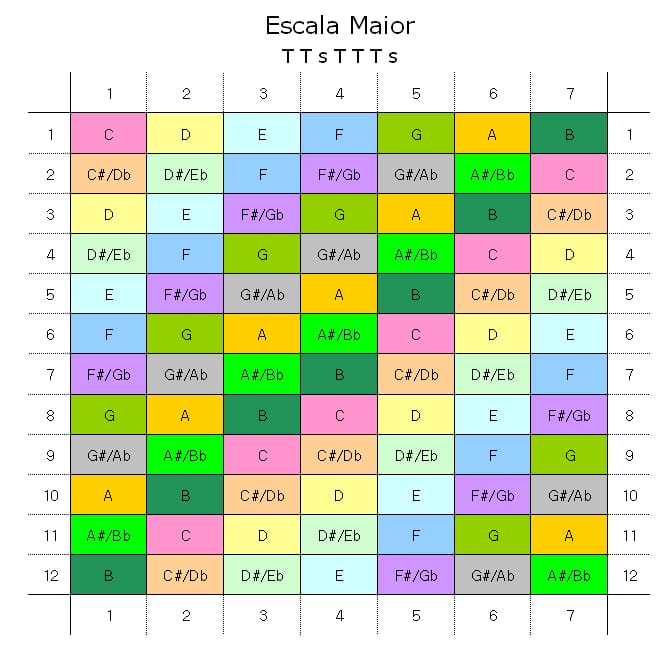 Escala Maior
T T s T T T s
1 2 3 4 5 6 7
1 C D E F G A B 1
2 C#/Db D#/Eb F F#/Gb G#/Ab A#/Bb C 2
3 D E F#/Gb G A B C#/Db 3
4 D#/Eb F G G#/Ab A#/Bb C D 4
5 E F#/Gb G#/Ab A B C#/Db D#/Eb 5
6 F G A A#/Bb C D E 6
7 F#/Gb G#/Ab A#/Bb B C#/Db D#/Eb F 7
8 G A B C D E F#/Gb 8
9 G#/Ab A#/Bb C C#/Db D#/Eb F G 9
10 A B C#/Db D E F#/Gb G#/Ab 10
11 A#/Bb C D D#/Eb F G A 11
12 B C#/Db D#/Eb E F#/Gb G#/Ab A#/Bb 12
1 2 3 4 5 6 7